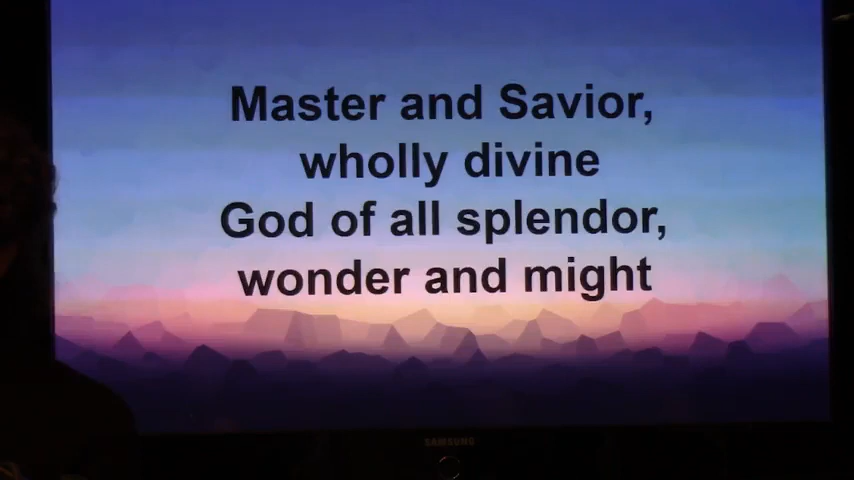 Master and Savior,
wholly divine
God of all splendor,
wonder and might
SAMSUNG